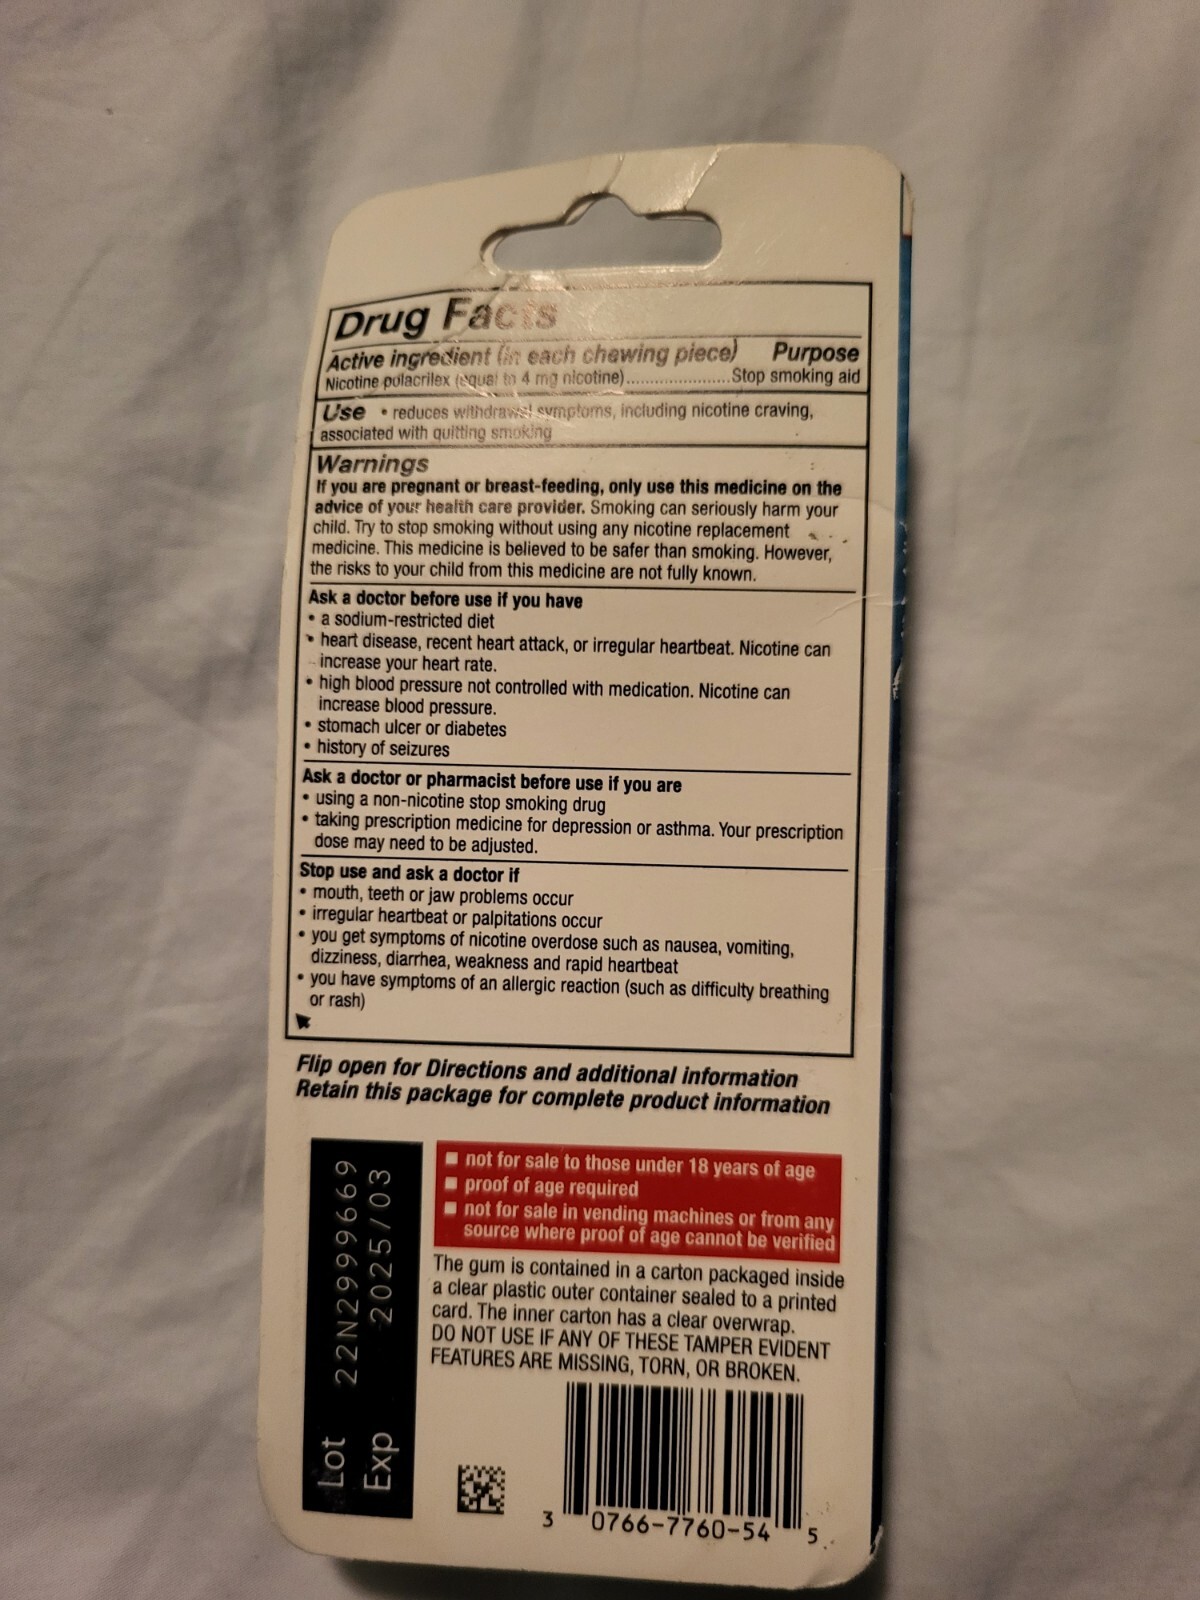 Drug Facts
Active ingredient (in each chewing piece) Purpose
Nicotine polacrilex (equal to 4 mg nicotine).....................Stop smoking aid
Use • reduces withdrawal symptoms, including nicotine craving,
associated with quitting smoking
Warnings
If you are pregnant or breast-feeding, only use this medicine on the
advice of your health care provider. Smoking can seriously harm your
child. Try to stop smoking without using any nicotine replacement
medicine. This medicine is believed to be safer than smoking. However,
the risks to your child from this medicine are not fully known.
Ask a doctor before use if you have
• a sodium-restricted diet
• heart disease, recent heart attack, or irregular heartbeat. Nicotine can
increase your heart rate.
• high blood pressure not controlled with medication. Nicotine can
increase blood pressure.
• stomach ulcer or diabetes
• history of seizures
Ask a doctor or pharmacist before use if you are
• using a non-nicotine stop smoking drug
• taking prescription medicine for depression or asthma. Your prescription
dose may need to be adjusted.
Stop use and ask a doctor if
• mouth, teeth or jaw problems occur
• irregular heartbeat or palpitations occur
• you get symptoms of nicotine overdose such as nausea, vomiting,
dizziness, diarrhea, weakness and rapid heartbeat
• you have symptoms of an allergic reaction (such as difficulty breathing
or rash)
Flip open for Directions and additional information
Retain this package for complete product information
Lot 22N2999669
Exp 2025/03
■ not for sale to those under 18 years of age
■ proof of age required
■ not for sale in vending machines or from any
source where proof of age cannot be verified
The gum is contained in a carton packaged inside
a clear plastic outer container sealed to a printed
card. The inner carton has a clear overwrap.
DO NOT USE IF ANY OF THESE TAMPER EVIDENT
FEATURES ARE MISSING, TORN, OR BROKEN.
3 0766-7760-54 5